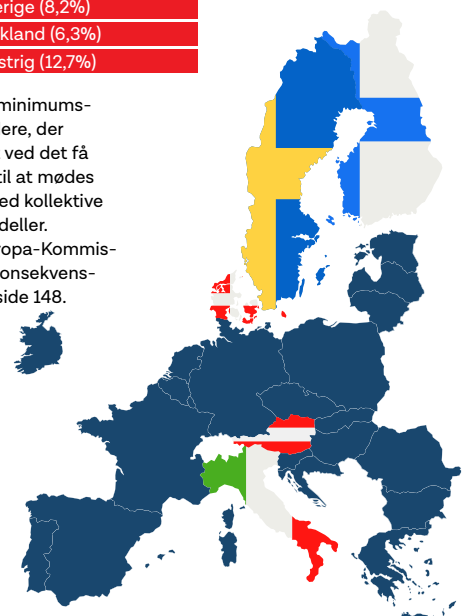 erige (8,2%)
kland (6,3%)
strig (12,7%)
minimums-
dere, der
ved det få
til at mødes
ed kollektive
deller.
ropa-Kommis-
onsekvens-
side 148.